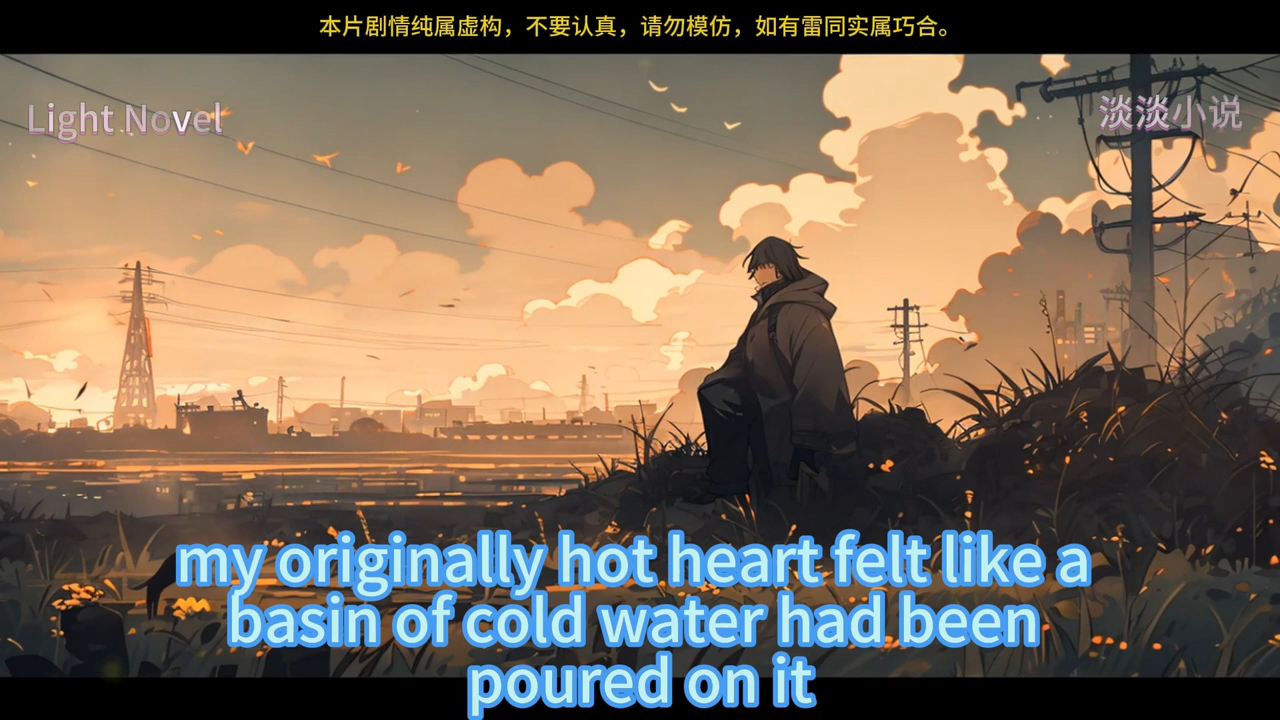 本片剧情纯属虚构，不要认真，请勿模仿，如有雷同实属巧合。
Light Novel
淡淡小说
my originally hot heart felt like a
basin of cold water had been
poured on it